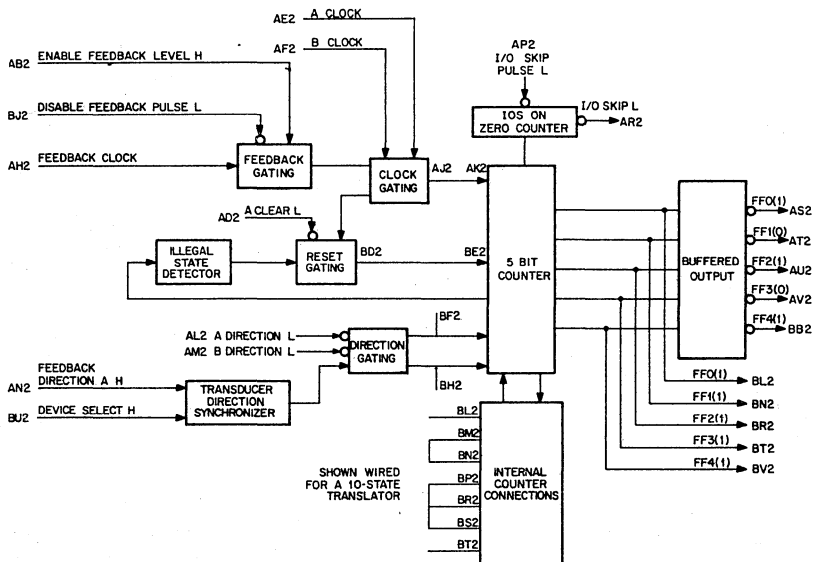 AE2 A CLOCK
AF2 B CLOCK
AB2 ENABLE FEEDBACK LEVEL H
BJ2 DISABLE FEEDBACK PULSE L
AH2 FEEDBACK CLOCK
FEEDBACK
GATING
CLOCK
GATING
AJ2
AK2
AP2
I/O SKIP
PULSE L
IOS ON
ZERO COUNTER
I/O SKIP L
AR2
AD2 A CLEAR L
ILLEGAL
STATE
DETECTOR
RESET
GATING
BD2
BE2
5 BIT
COUNTER
BUFFERED
OUTPUT
FF0(1)
AS2
FF1(0)
AT2
FF2(1)
AU2
FF3(0)
AV2
FF4(1)
BB2
AL2 A DIRECTION L
AM2 B DIRECTION L
DIRECTION
GATING
BF2
BH2
FEEDBACK
AN2 DIRECTION A H
BU2 DEVICE SELECT H
TRANSDUCER
DIRECTION
SYNCHRONIZER
FF0(1)
BL2
FF1(1)
BN2
FF2(1)
BR2
FF3(1)
BT2
FF4(1)
BV2
SHOWN WIRED
FOR A 10-STATE
TRANSLATOR
BL2
BM2
BN2
BP2
BR2
BS2
BT2
INTERNAL
COUNTER
CONNECTIONS